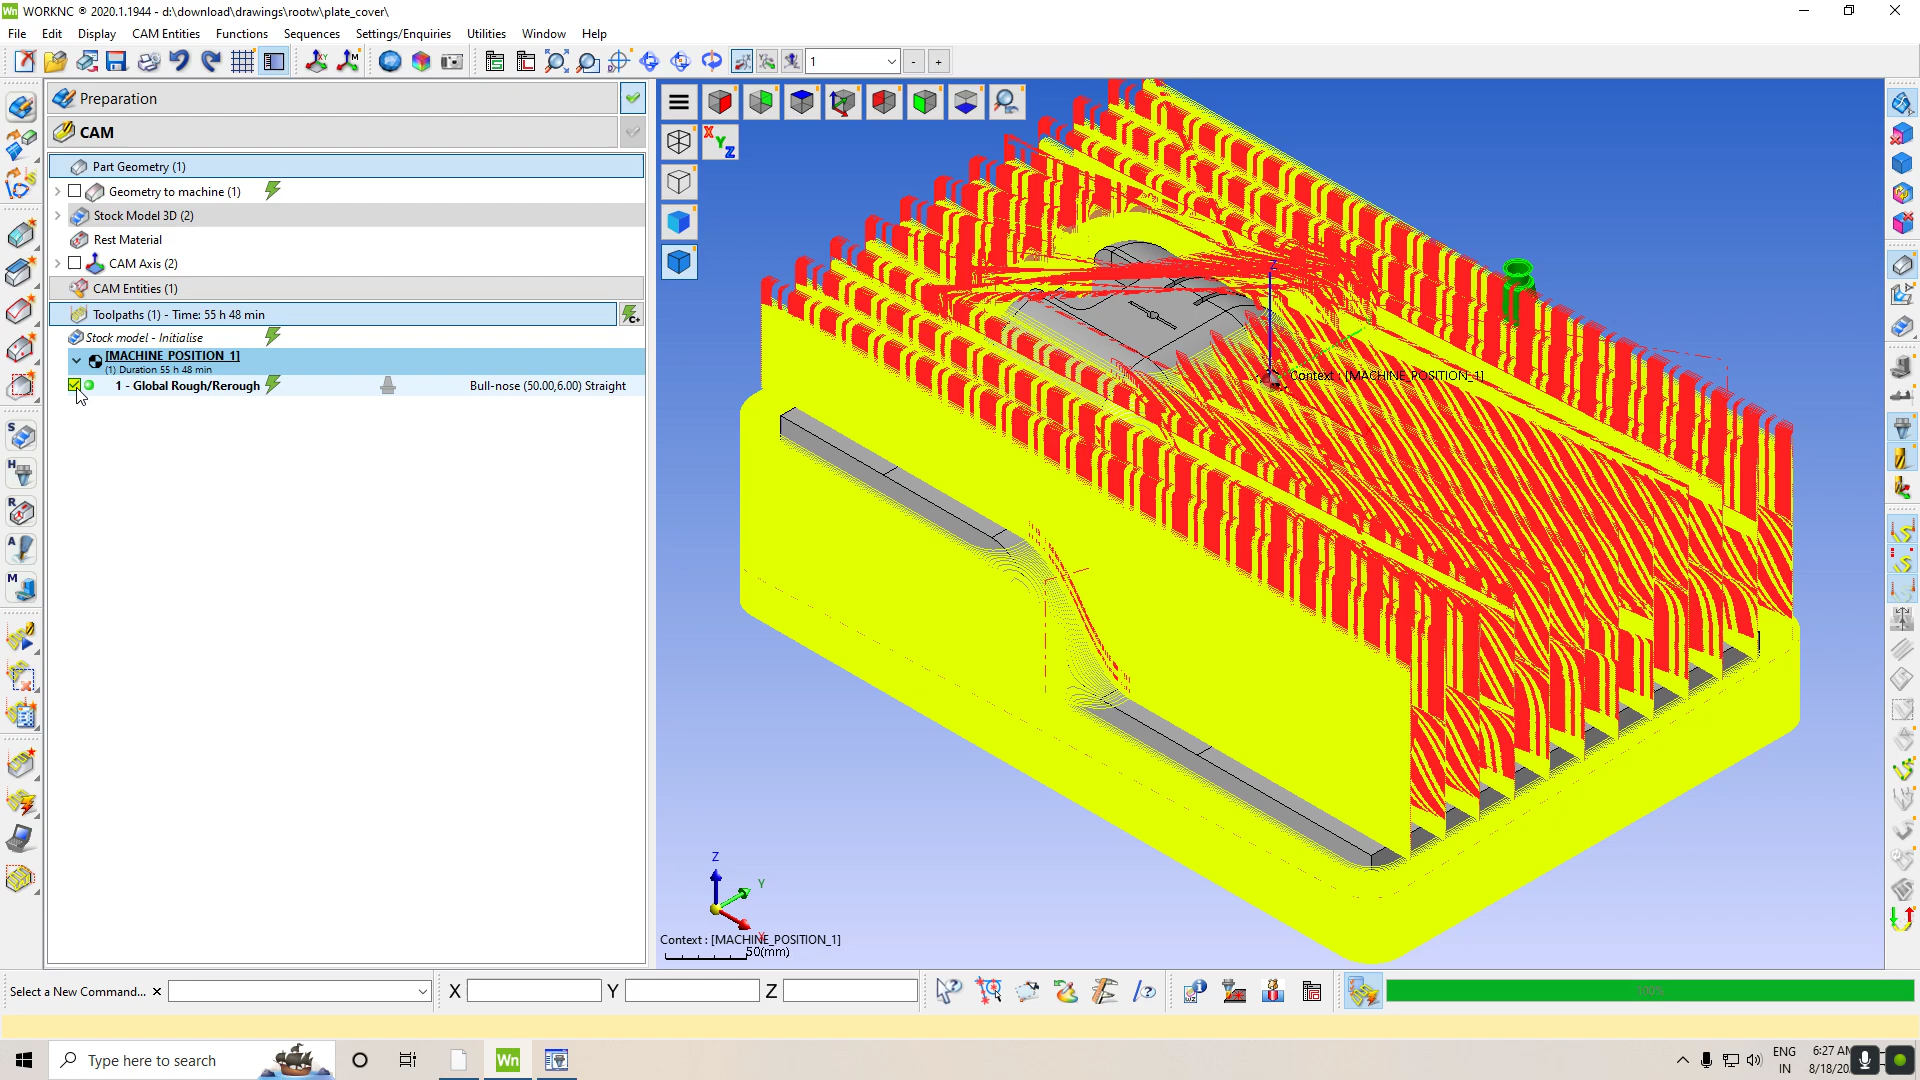 WORKNC ® 2020.1.1944 - d:\download\drawings\rootw\plate_cover\
File Edit Display CAM Entities Functions Sequences Settings/Enquiries Utilities Window Help
1
Preparation
CAM
Part Geometry (1)
Geometry to machine (1)
Stock Model 3D (2)
Rest Material
CAM Axis (2)
CAM Entities (1)
Toolpaths (1) - Time: 55 h 48 min
Stock model - Initialise
[MACHINE POSITION 1]
(1) Duration 55 h 48 min
1 - Global Rough/Rerough Bull-nose (50.00,6.00) Straight
X Y Z
Z
Context : [MACHINE_POSITION_1]
Z
Y
X
Context : [MACHINE_POSITION_1]
50(mm)
Select a New Command... X Y Z
100%
Type here to search
Wn
ENG
IN
6:27 AM
8/18/20